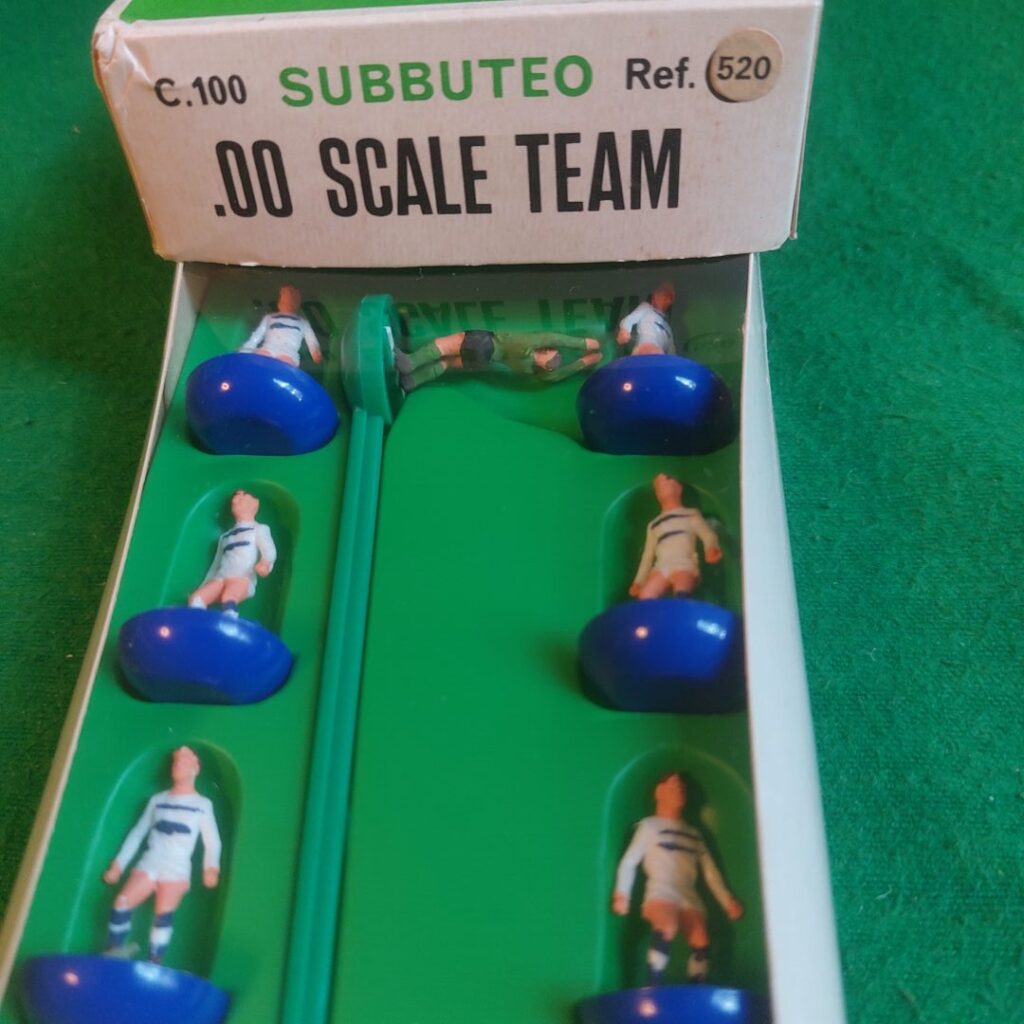 C.100 SUBBUTEO Ref. 520
.00 SCALE TEAM